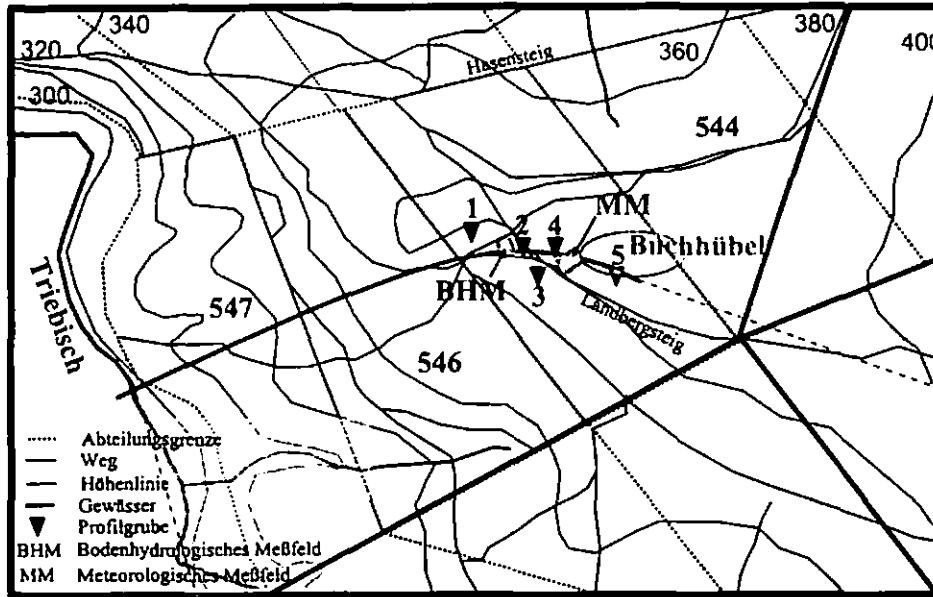 340
380
320
360
400
Hasensteig
300
544
1
MM
2
4
Buchhübel
5
BHM
3
Triebisch
547
Landbergsteig
546
Abteilungsgrenze
Weg
Höhenlinie
Gewässer
Profilgrube
BHM Bodenhydrologisches Meßfeld
MM Meteorologisches Meßfeld